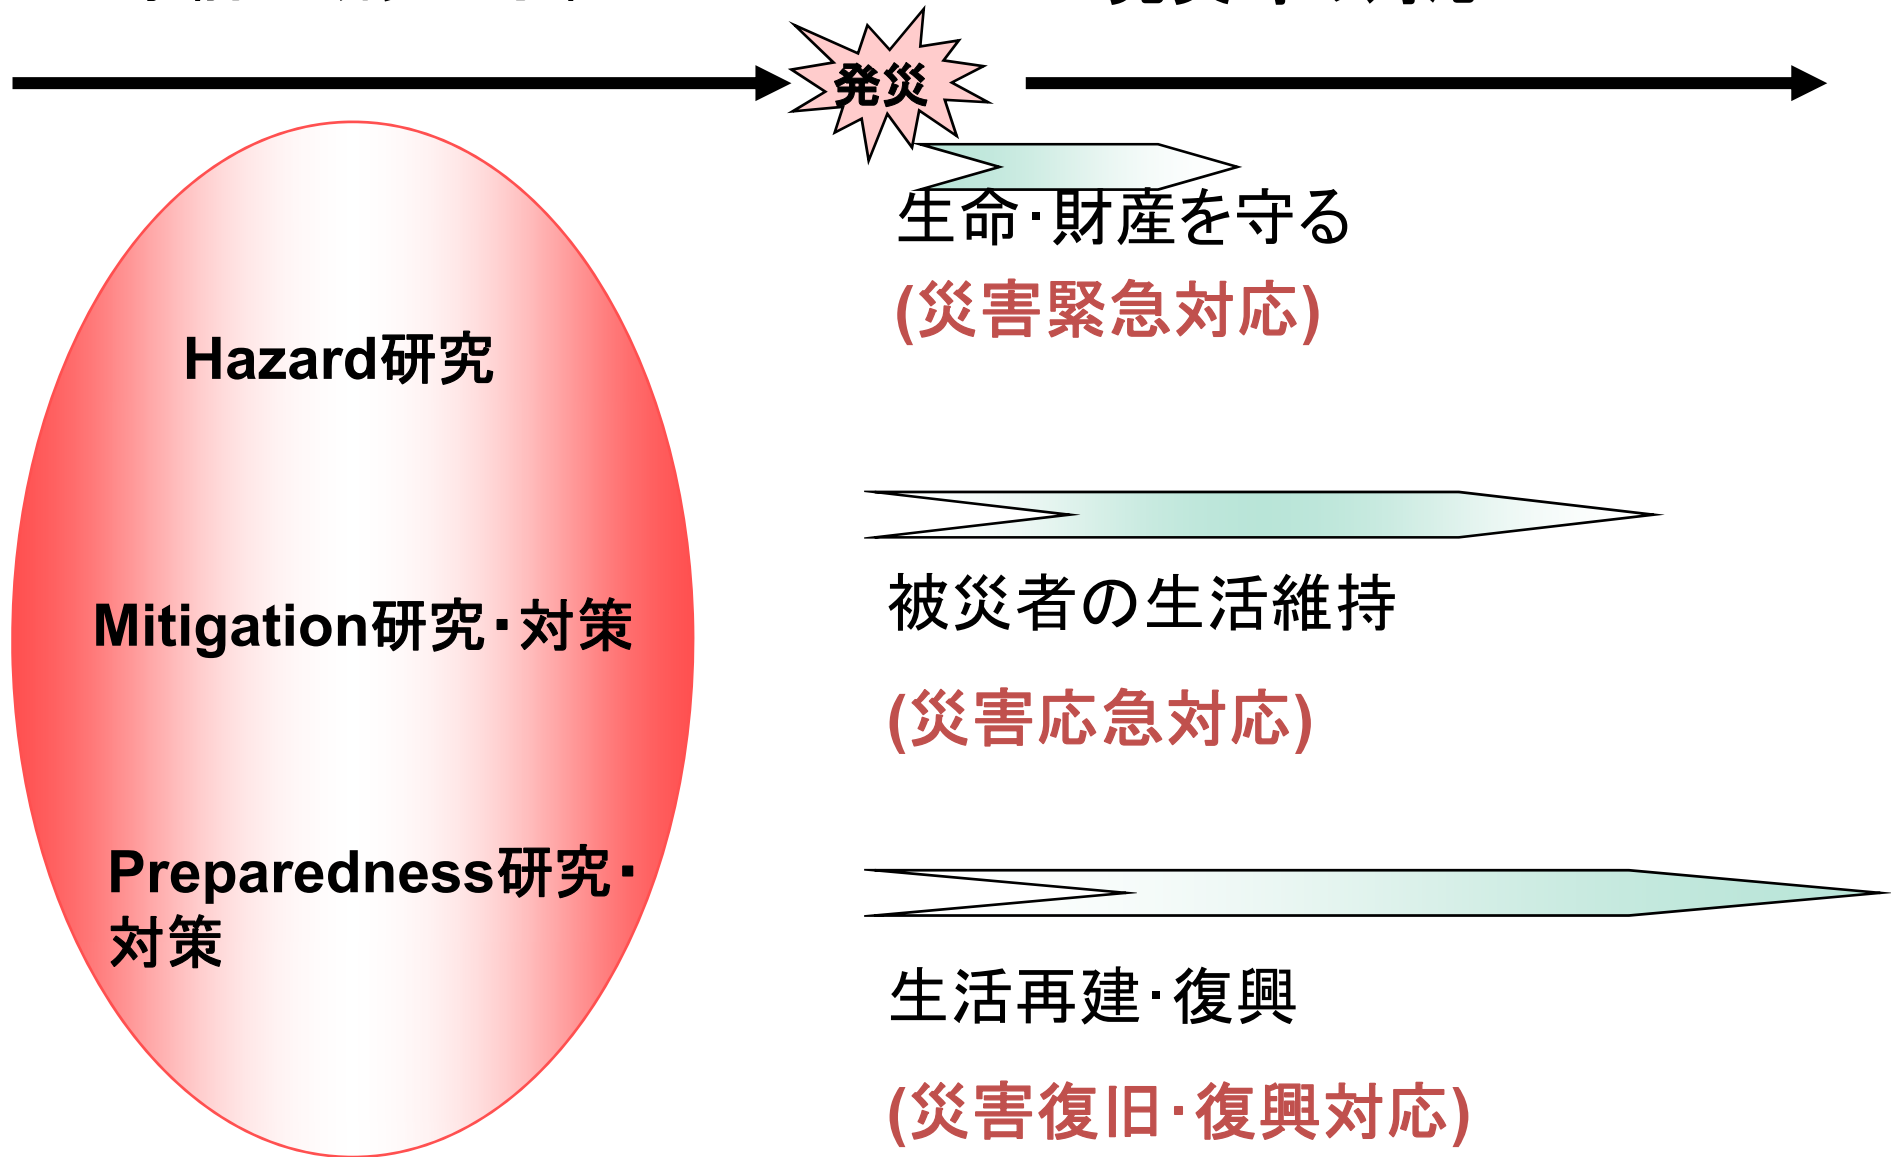 発災
Hazard研究
Mitigation研究・対策
Preparedness研究・
対策
生命・財産を守る
(災害緊急対応)
被災者の生活維持
(災害応急対応)
生活再建・復興
(災害復旧・復興対応)